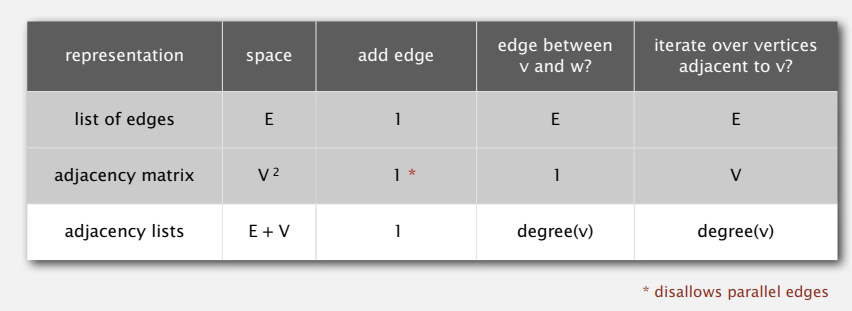 representation space add edge edge between v and w? iterate over vertices adjacent to v?
list of edges E 1 E E
adjacency matrix V² 1 * 1 V
adjacency lists E + V 1 degree(v) degree(v)
* disallows parallel edges